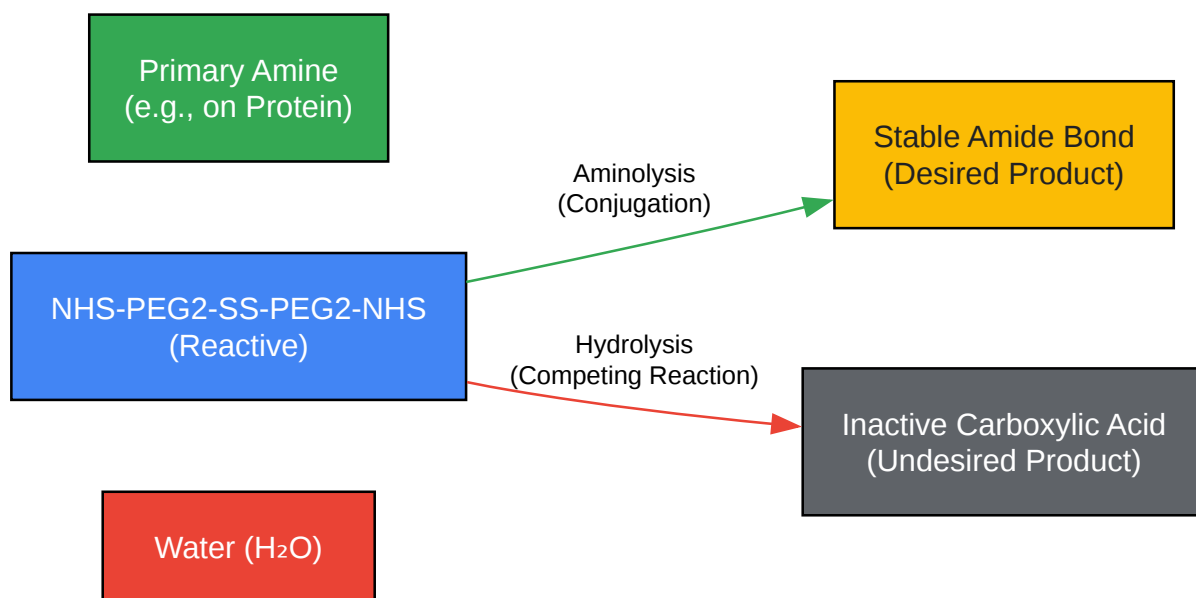 Primary Amine
(e.g., on Protein)
Stable Amide Bond
(Desired Product)
Aminolysis
(Conjugation)
NHS-PEG2-SS-PEG2-NHS
(Reactive)
Hydrolysis
(Competing Reaction)
Inactive Carboxylic Acid
(Undesired Product)
Water (H₂O)